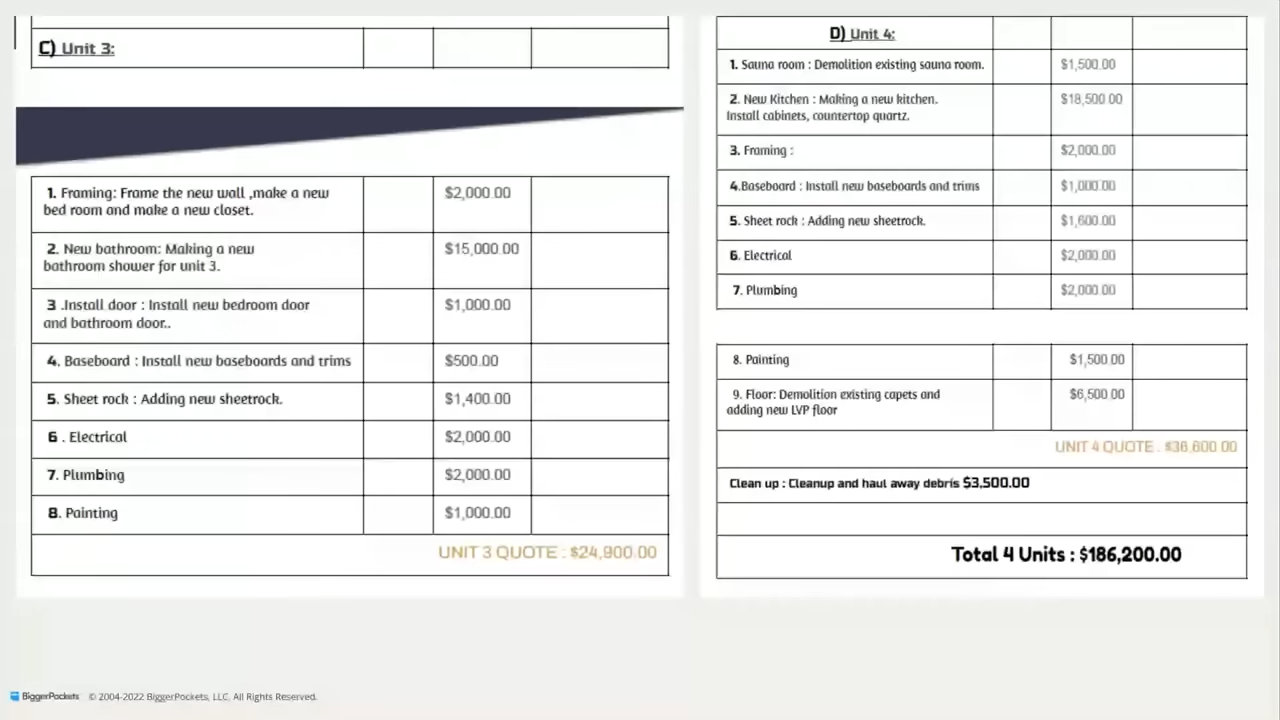 C) Unit 3:
1. Framing: Frame the new wall ,make a new
bed room and make a new closet.
$2,000.00
2. New bathroom: Making a new
bathroom shower for unit 3.
$15,000.00
3 .Install door : Install new bedroom door
and bathroom door..
$1,000.00
4. Baseboard : Install new baseboards and trims
$500.00
5. Sheet rock : Adding new sheetrock.
$1,400.00
6 . Electrical
$2,000.00
7. Plumbing
$2,000.00
8. Painting
$1,000.00
UNIT 3 QUOTE : $24,900.00
D) Unit 4:
1. Sauna room : Demolition existing sauna room.
$1,500.00
2. New Kitchen : Making a new kitchen.
Install cabinets, countertop quartz.
$18,500.00
3. Framing :
$2,000.00
4.Baseboard : Install new baseboards and trims
$1,000.00
5. Sheet rock : Adding new sheetrock.
$1,600.00
6. Electrical
$2,000.00
7. Plumbing
$2,000.00
8. Painting
$1,500.00
9. Floor: Demolition existing capets and
adding new LVP floor
$6,500.00
UNIT 4 QUOTE : $36,600.00
Clean up : Cleanup and haul away debris $3,500.00
Total 4 Units : $186,200.00
BiggerPockets © 2004-2022 BiggerPockets, LLC. All Rights Reserved.